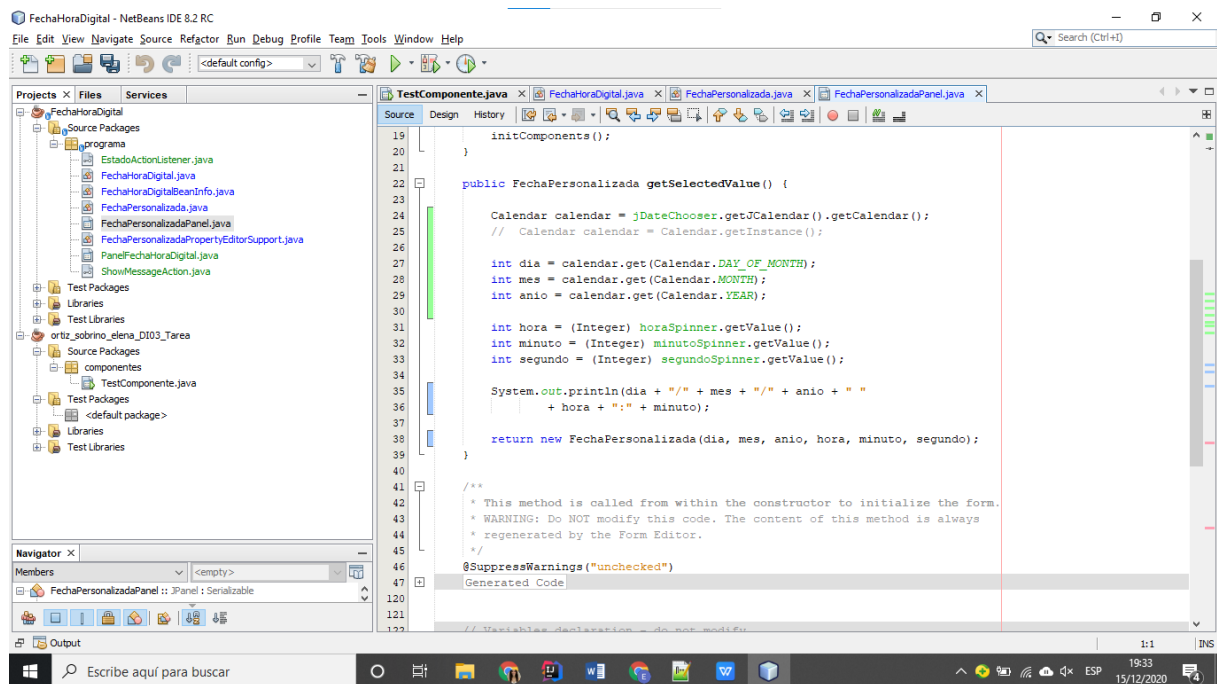 FechaHoraDigital - NetBeans IDE 8.2 RC
File Edit View Navigate Source Refactor Run Debug Profile Team Tools Window Help
Search (Ctrl+I)
<default config>
Projects Files Services
FechaHoraDigital
Source Packages
programa
EstadoActionListener.java
FechaHoraDigital.java
FechaHoraDigitalBeanInfo.java
FechaPersonalizada.java
FechaPersonalizadaPanel.java
FechaPersonalizadaPropertyEditorSupport.java
PanelFechaHoraDigital.java
ShowMessageAction.java
Test Packages
Libraries
Test Libraries
ortiz_sobrino_elena_DI03_Tarea
Source Packages
componentes
TestComponente.java
Test Packages
<default package>
Libraries
Test Libraries
Navigator
Members <empty>
FechaPersonalizadaPanel :: JPanel : Serializable
TestComponente.java FechaHoraDigital.java FechaPersonalizada.java FechaPersonalizadaPanel.java
Source Design History
19 initComponents();
20 }
21
22 public FechaPersonalizada getSelectedValue() {
23
24 Calendar calendar = jDateChooser.getJCalendar().getCalendar();
25 // Calendar calendar = Calendar.getInstance();
26
27 int dia = calendar.get(Calendar.DAY_OF_MONTH);
28 int mes = calendar.get(Calendar.MONTH);
29 int anio = calendar.get(Calendar.YEAR);
30
31 int hora = (Integer) horaSpinner.getValue();
32 int minuto = (Integer) minutoSpinner.getValue();
33 int segundo = (Integer) segundoSpinner.getValue();
34
35 System.out.println(dia + "/" + mes + "/" + anio + " "
36 + hora + ":" + minuto);
37
38 return new FechaPersonalizada(dia, mes, anio, hora, minuto, segundo);
39 }
40
41 /**
42 * This method is called from within the constructor to initialize the form.
43 * WARNING: Do NOT modify this code. The content of this method is always
44 * regenerated by the Form Editor.
45 */
46 @SuppressWarnings("unchecked")
47 Generated Code
120
121
122 // Variables declaration - do not modify
Output
1:1 INS
Escribe aquí para buscar
ESP
19:33
15/12/2020
4